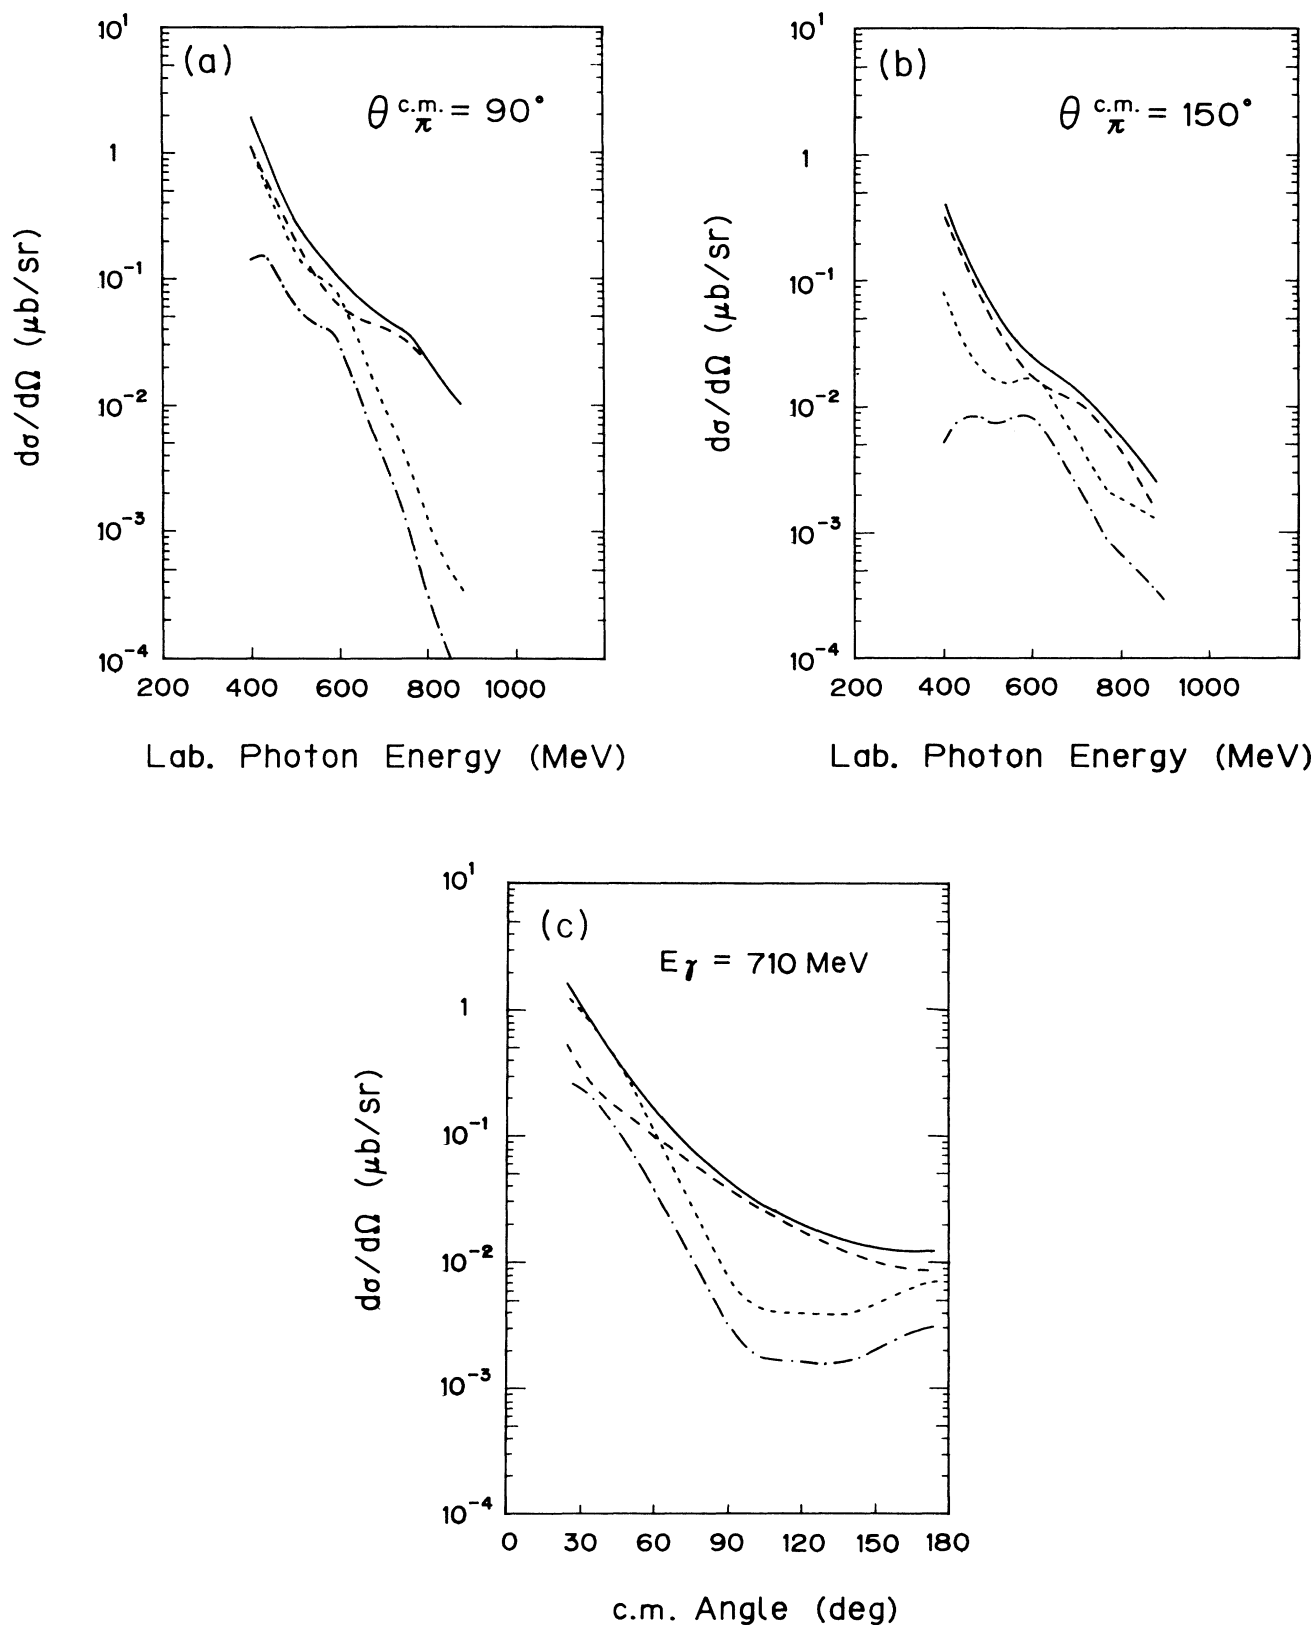 (a)
θ c.m. π = 90°
10¹
1
10⁻¹
10⁻²
10⁻³
10⁻⁴
dσ/dΩ (μb/sr)
200 400 600 800 1000
Lab. Photon Energy (MeV)
(b)
θ c.m. π = 150°
10¹
1
10⁻¹
10⁻²
10⁻³
10⁻⁴
dσ/dΩ (μb/sr)
200 400 600 800 1000
Lab. Photon Energy (MeV)
(c)
Eγ = 710 MeV
10¹
1
10⁻¹
10⁻²
10⁻³
10⁻⁴
dσ/dΩ (μb/sr)
0 30 60 90 120 150 180
c.m. Angle (deg)